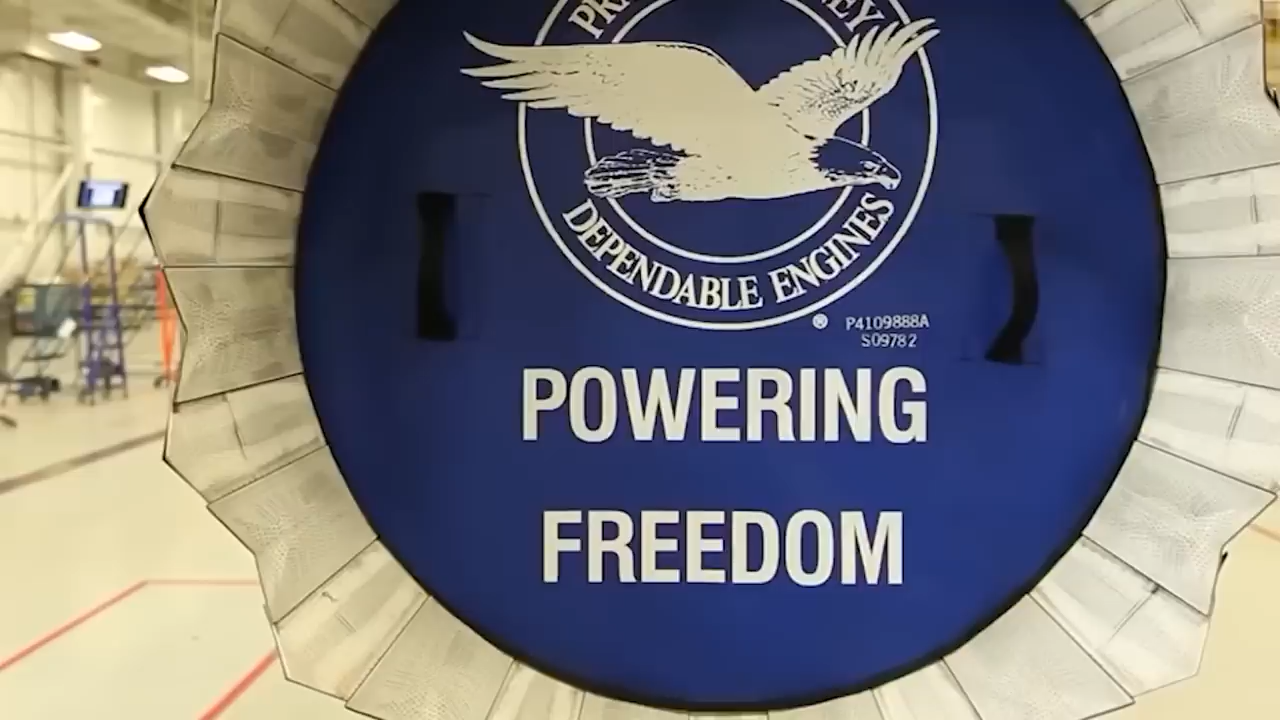 DEPENDABLE ENGINES
®
P4109888A
S09782
POWERING
FREEDOM